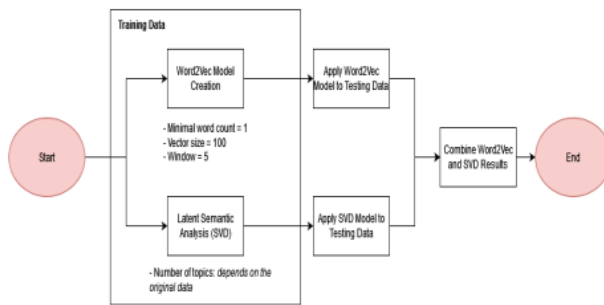 Training Data
Word2Vec Model
Creation
Apply Word2Vec
Model to Testing Data
- Minimal word count = 1
- Vector size = 100
- Window = 5
Start
Combine Word2Vec
and SVD Results
End
Latent Semantic
Analysis (SVD)
Apply SVD Model to
Testing Data
- Number of topics: depends on the
original data